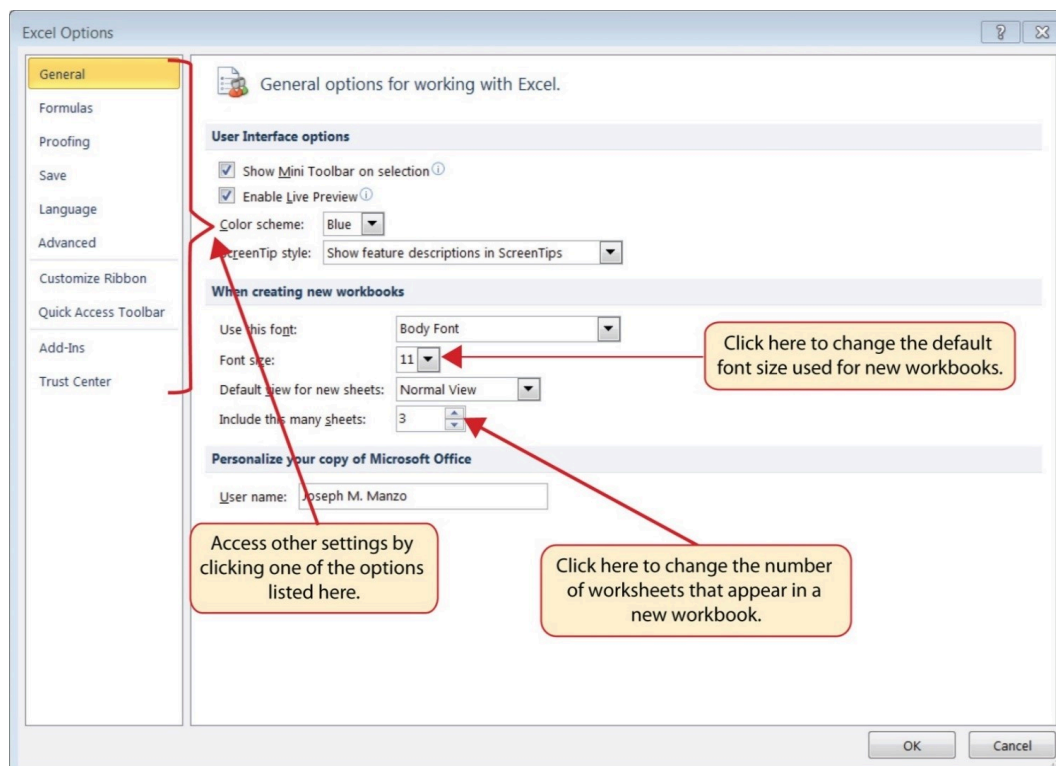 Excel Options
General
Formulas
Proofing
Save
Language
Advanced
Customize Ribbon
Quick Access Toolbar
Add-Ins
Trust Center
General options for working with Excel.
User Interface options
Show Mini Toolbar on selection
Enable Live Preview
Color scheme: Blue
ScreenTip style: Show feature descriptions in ScreenTips
When creating new workbooks
Use this font: Body Font
Font size: 11
Default view for new sheets: Normal View
Include this many sheets: 3
Personalize your copy of Microsoft Office
User name: Joseph M. Manzo
Click here to change the default
font size used for new workbooks.
Access other settings by
clicking one of the options
listed here.
Click here to change the number
of worksheets that appear in a
new workbook.
OK Cancel